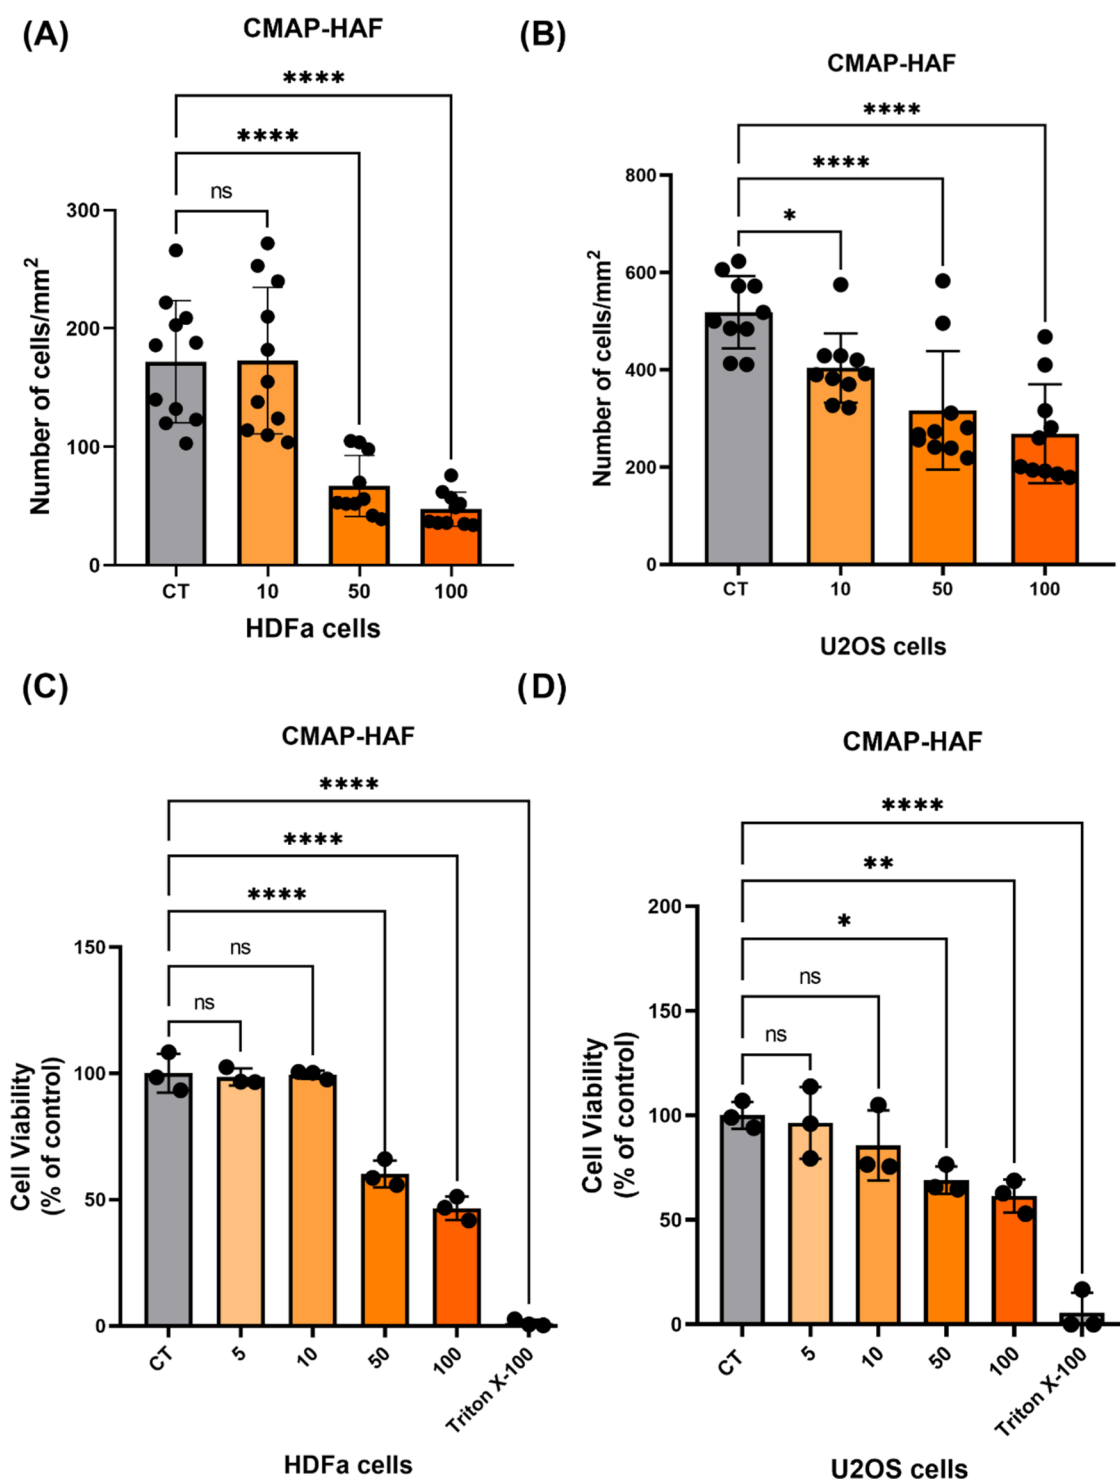 (A)
CMAP-HAF
****
****
ns
300
200
100
0
Number of cells/mm²
CT 10 50 100
HDFa cells
(B)
CMAP-HAF
****
****
*
800
600
400
200
0
Number of cells/mm²
CT 10 50 100
U2OS cells
(C)
CMAP-HAF
****
****
****
ns
ns
150
100
50
0
Cell Viability
(% of control)
CT 5 10 50 100 Triton X-100
HDFa cells
(D)
CMAP-HAF
****
**
*
ns
ns
200
150
100
50
0
Cell Viability
(% of control)
CT 5 10 50 100 Triton X-100
U2OS cells